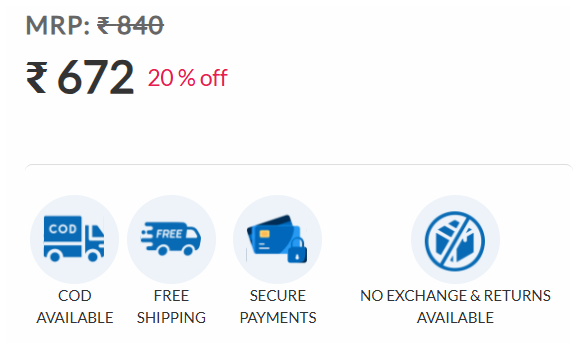 MRP: ₹ 840
₹ 672 20 % off
COD
FREE
COD AVAILABLE
FREE SHIPPING
SECURE PAYMENTS
NO EXCHANGE & RETURNS AVAILABLE